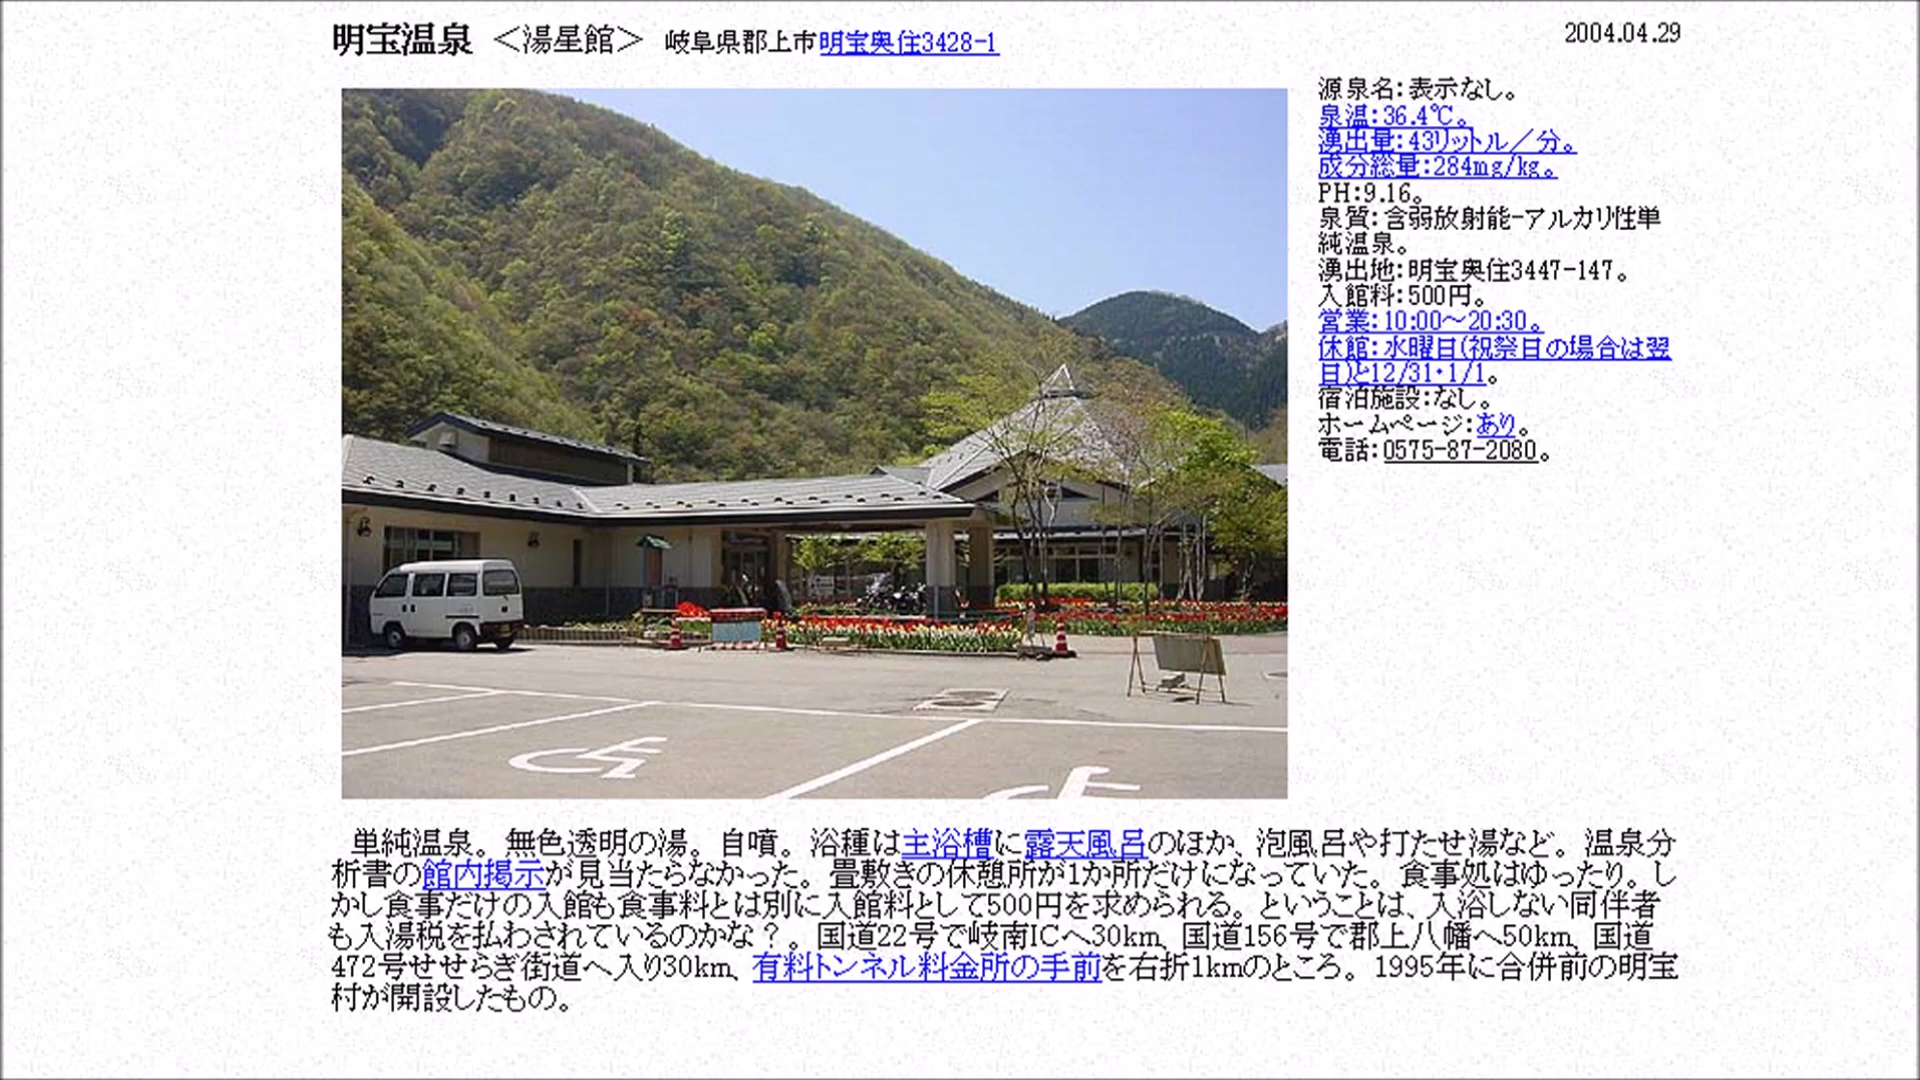 明宝温泉 <湯星館> 岐阜県郡上市明宝奥住3428-1
2004.04.29
源泉名：表示なし。
泉温：36.4℃。
湧出量：43リットル／分。
成分総量：284mg/kg。
PH：9.16。
泉質：含弱放射能-アルカリ性単
純温泉。
湧出地：明宝奥住3447-147。
入館料：500円。
営業：10:00～20:30。
休館：水曜日(祝祭日の場合は翌
日)と12/31・1/1。
宿泊施設：なし。
ホームページ：あり。
電話：0575-87-2080。
単純温泉。無色透明の湯。自噴。浴種は主浴槽に露天風呂のほか、泡風呂や打たせ湯など。温泉分
析書の館内掲示が見当たらなかった。畳敷きの休憩所が1か所だけになっていた。食事処はゆったり。し
かし食事だけの入館も食事料とは別に入館料として500円を求められる。ということは、入浴しない同伴者
も入湯税を払わされているのかな？。国道22号で岐南ICへ30km、国道156号で郡上八幡へ50km、国道
472号せせらぎ街道へ入り30km、有料トンネル料金所の手前を右折1kmのところ。1995年に合併前の明宝
村が開設したもの。